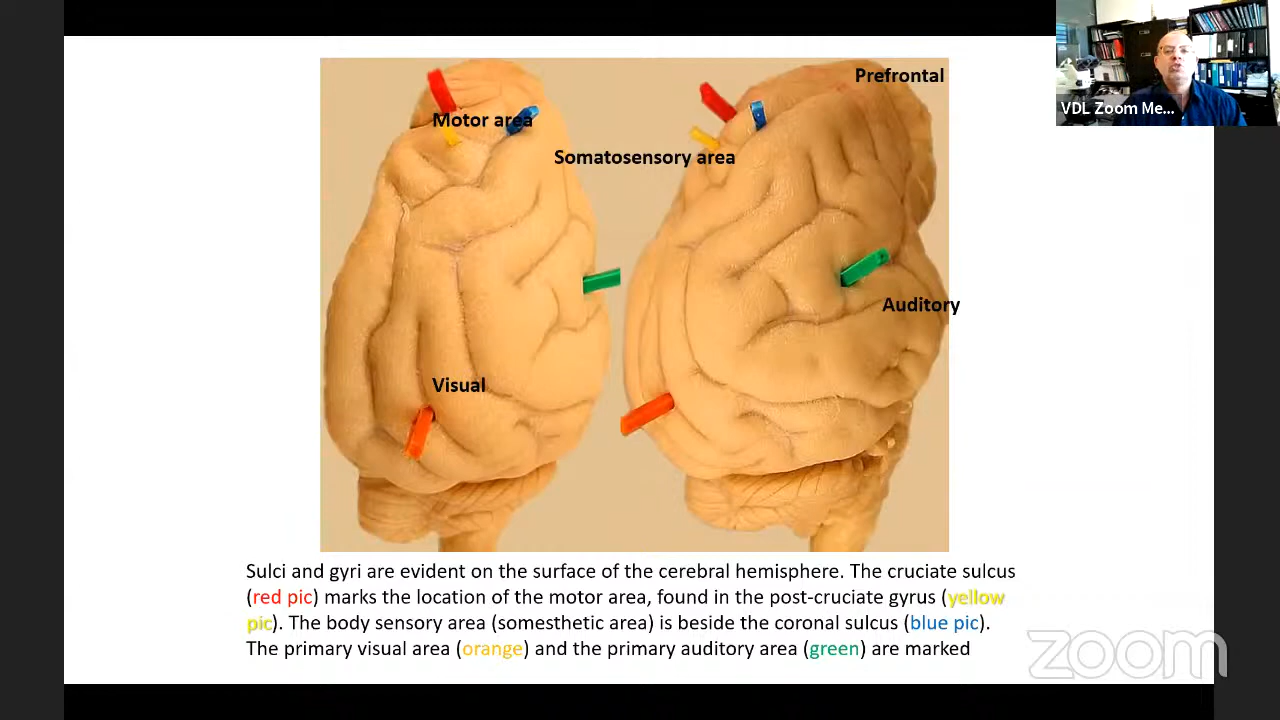 Prefrontal
VDL Zoom Me...
Motor area
Somatosensory area
Auditory
Visual
Sulci and gyri are evident on the surface of the cerebral hemisphere. The cruciate sulcus
(red pic) marks the location of the motor area, found in the post-cruciate gyrus (yellow
pic). The body sensory area (somesthetic area) is beside the coronal sulcus (blue pic).
The primary visual area (orange) and the primary auditory area (green) are marked
zoom